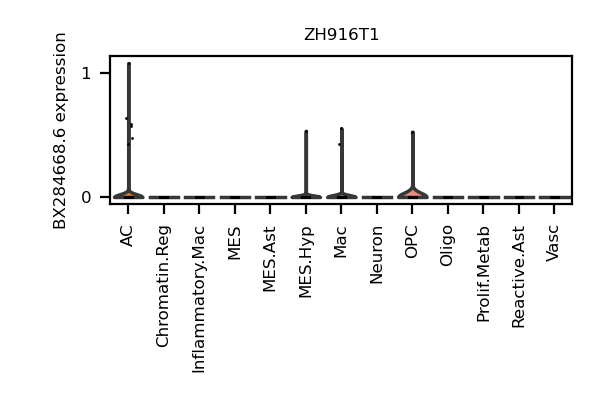 ZH916T1
BX284668.6 expression
1
0
AC
Chromatin.Reg
Inflammatory.Mac
MES
MES.Ast
MES.Hyp
Mac
Neuron
OPC
Oligo
Prolif.Metab
Reactive.Ast
Vasc